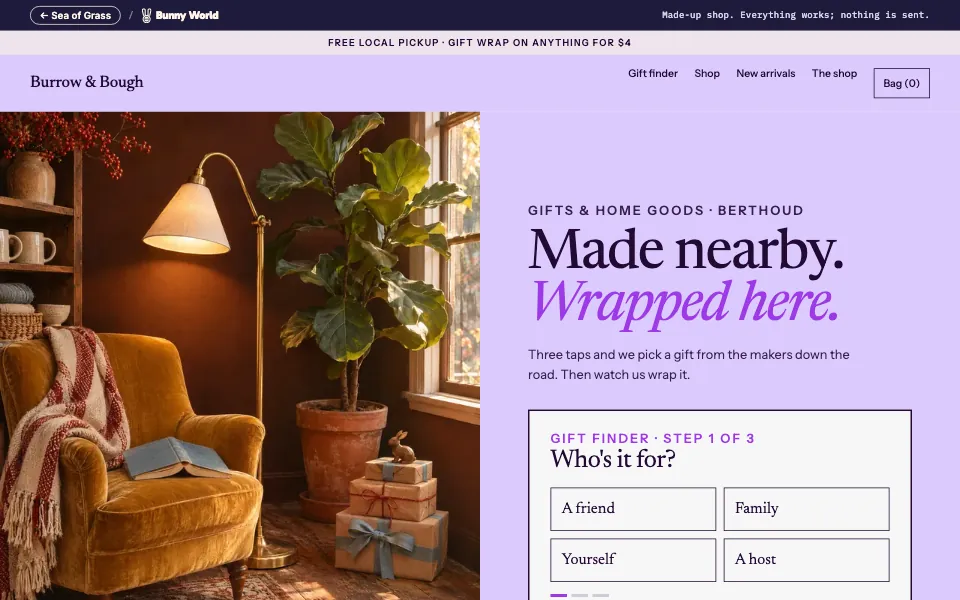 ← Sea of Grass / Bunny World
Made-up shop. Everything works; nothing is sent.
FREE LOCAL PICKUP · GIFT WRAP ON ANYTHING FOR $4
Burrow & Bough
Gift finder Shop New arrivals The shop Bag (0)
GIFTS & HOME GOODS · BERTHOUD
Made nearby.
Wrapped here.
Three taps and we pick a gift from the makers down the
road. Then watch us wrap it.
GIFT FINDER · STEP 1 OF 3
Who's it for?
A friend Family
Yourself A host